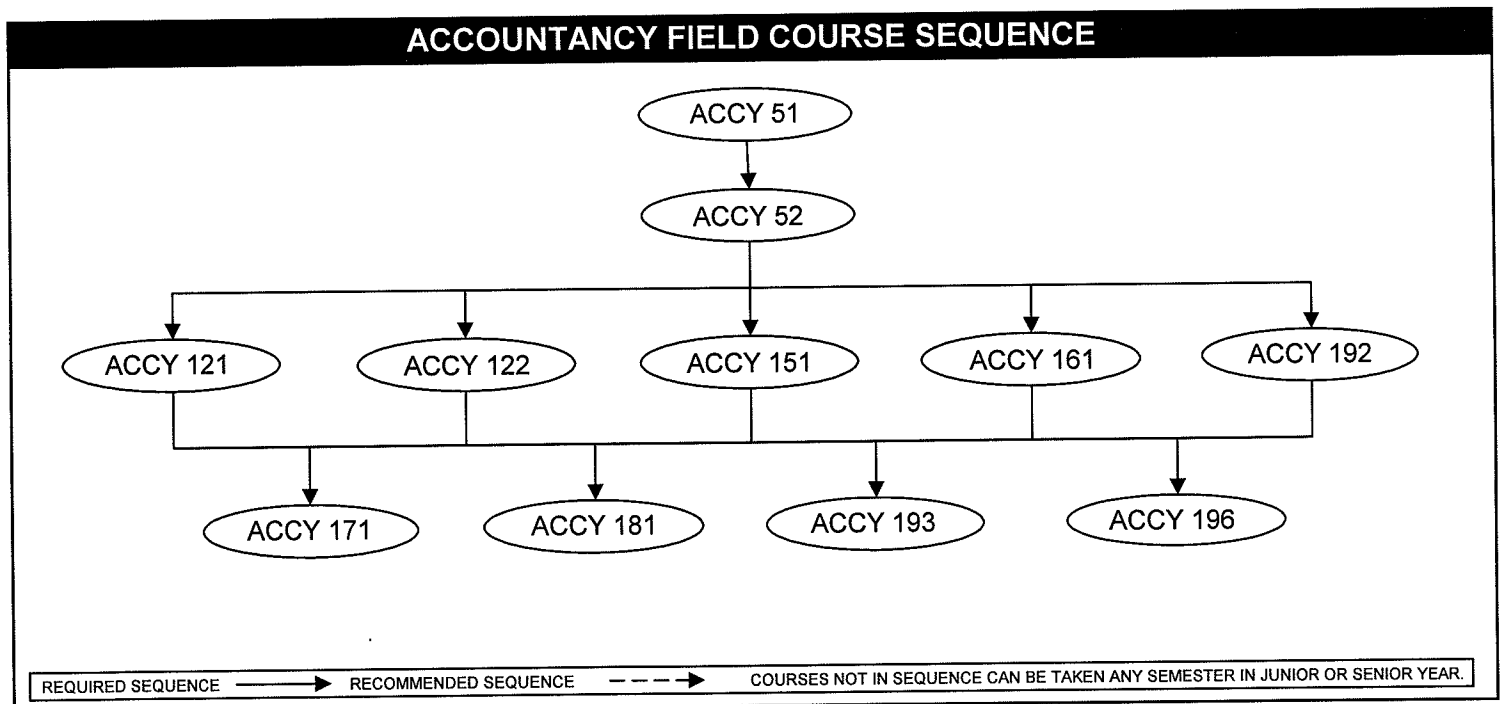 ACCOUNTANCY FIELD COURSE SEQUENCE
ACCY 51
ACCY 52
ACCY 121
ACCY 122
ACCY 151
ACCY 161
ACCY 192
ACCY 171
ACCY 181
ACCY 193
ACCY 196
REQUIRED SEQUENCE RECOMMENDED SEQUENCE COURSES NOT IN SEQUENCE CAN BE TAKEN ANY SEMESTER IN JUNIOR OR SENIOR YEAR.